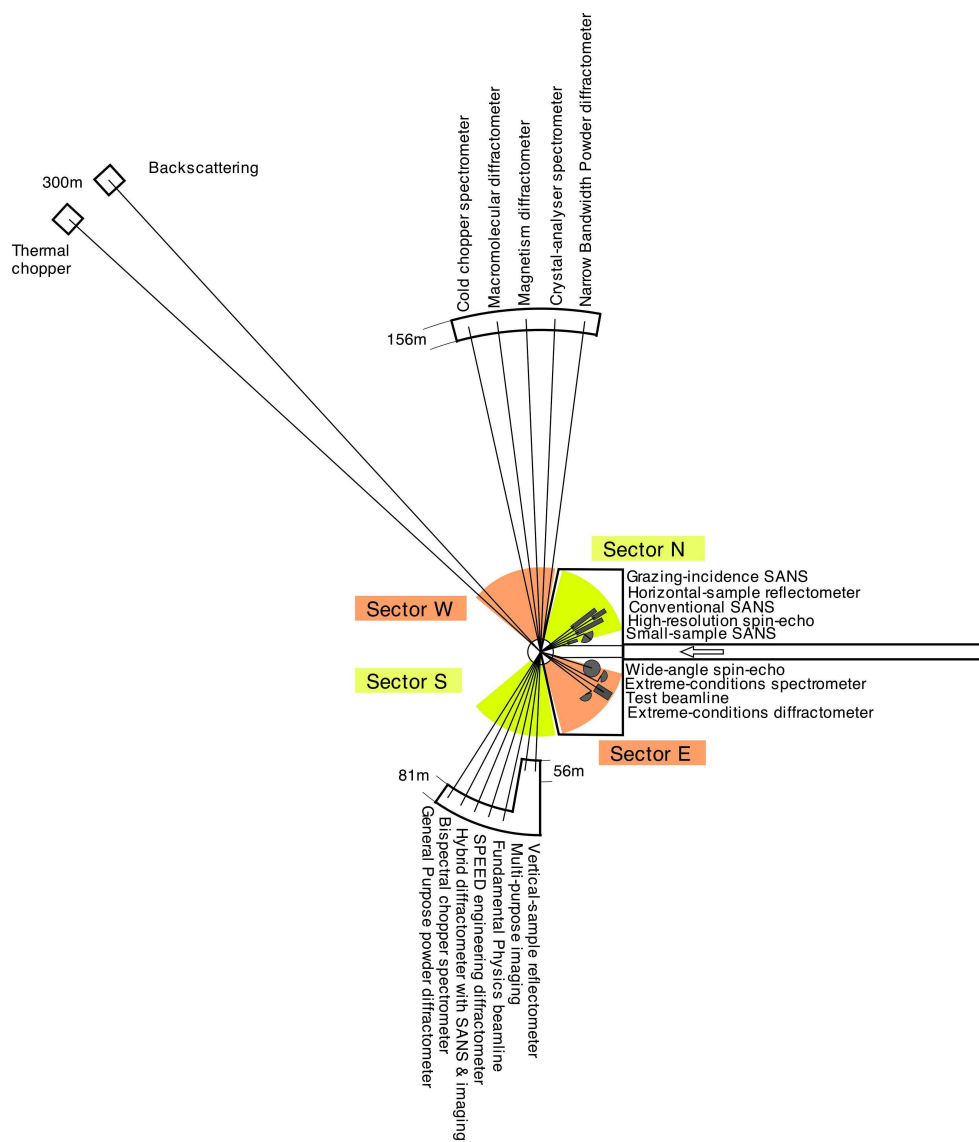 Cold chopper spectrometer
Macromolecular diffractometer
Magnetism diffractometer
Crystal-analyser spectrometer
Narrow Bandwidth Powder diffractometer
Backscattering
300m
Thermal
chopper
156m
Sector N
Grazing-incidence SANS
Horizontal-sample reflectometer
Conventional SANS
High-resolution spin-echo
Small-sample SANS
Sector W
Sector S
Wide-angle spin-echo
Extreme-conditions spectrometer
Test beamline
Extreme-conditions diffractometer
Sector E
81m
56m
Vertical-sample reflectometer
Multi-purpose imaging
Fundamental Physics beamline
SPEED engineering diffractometer
Hybrid diffractometer with SANS & imaging
Bispectral chopper spectrometer
General Purpose powder diffractometer